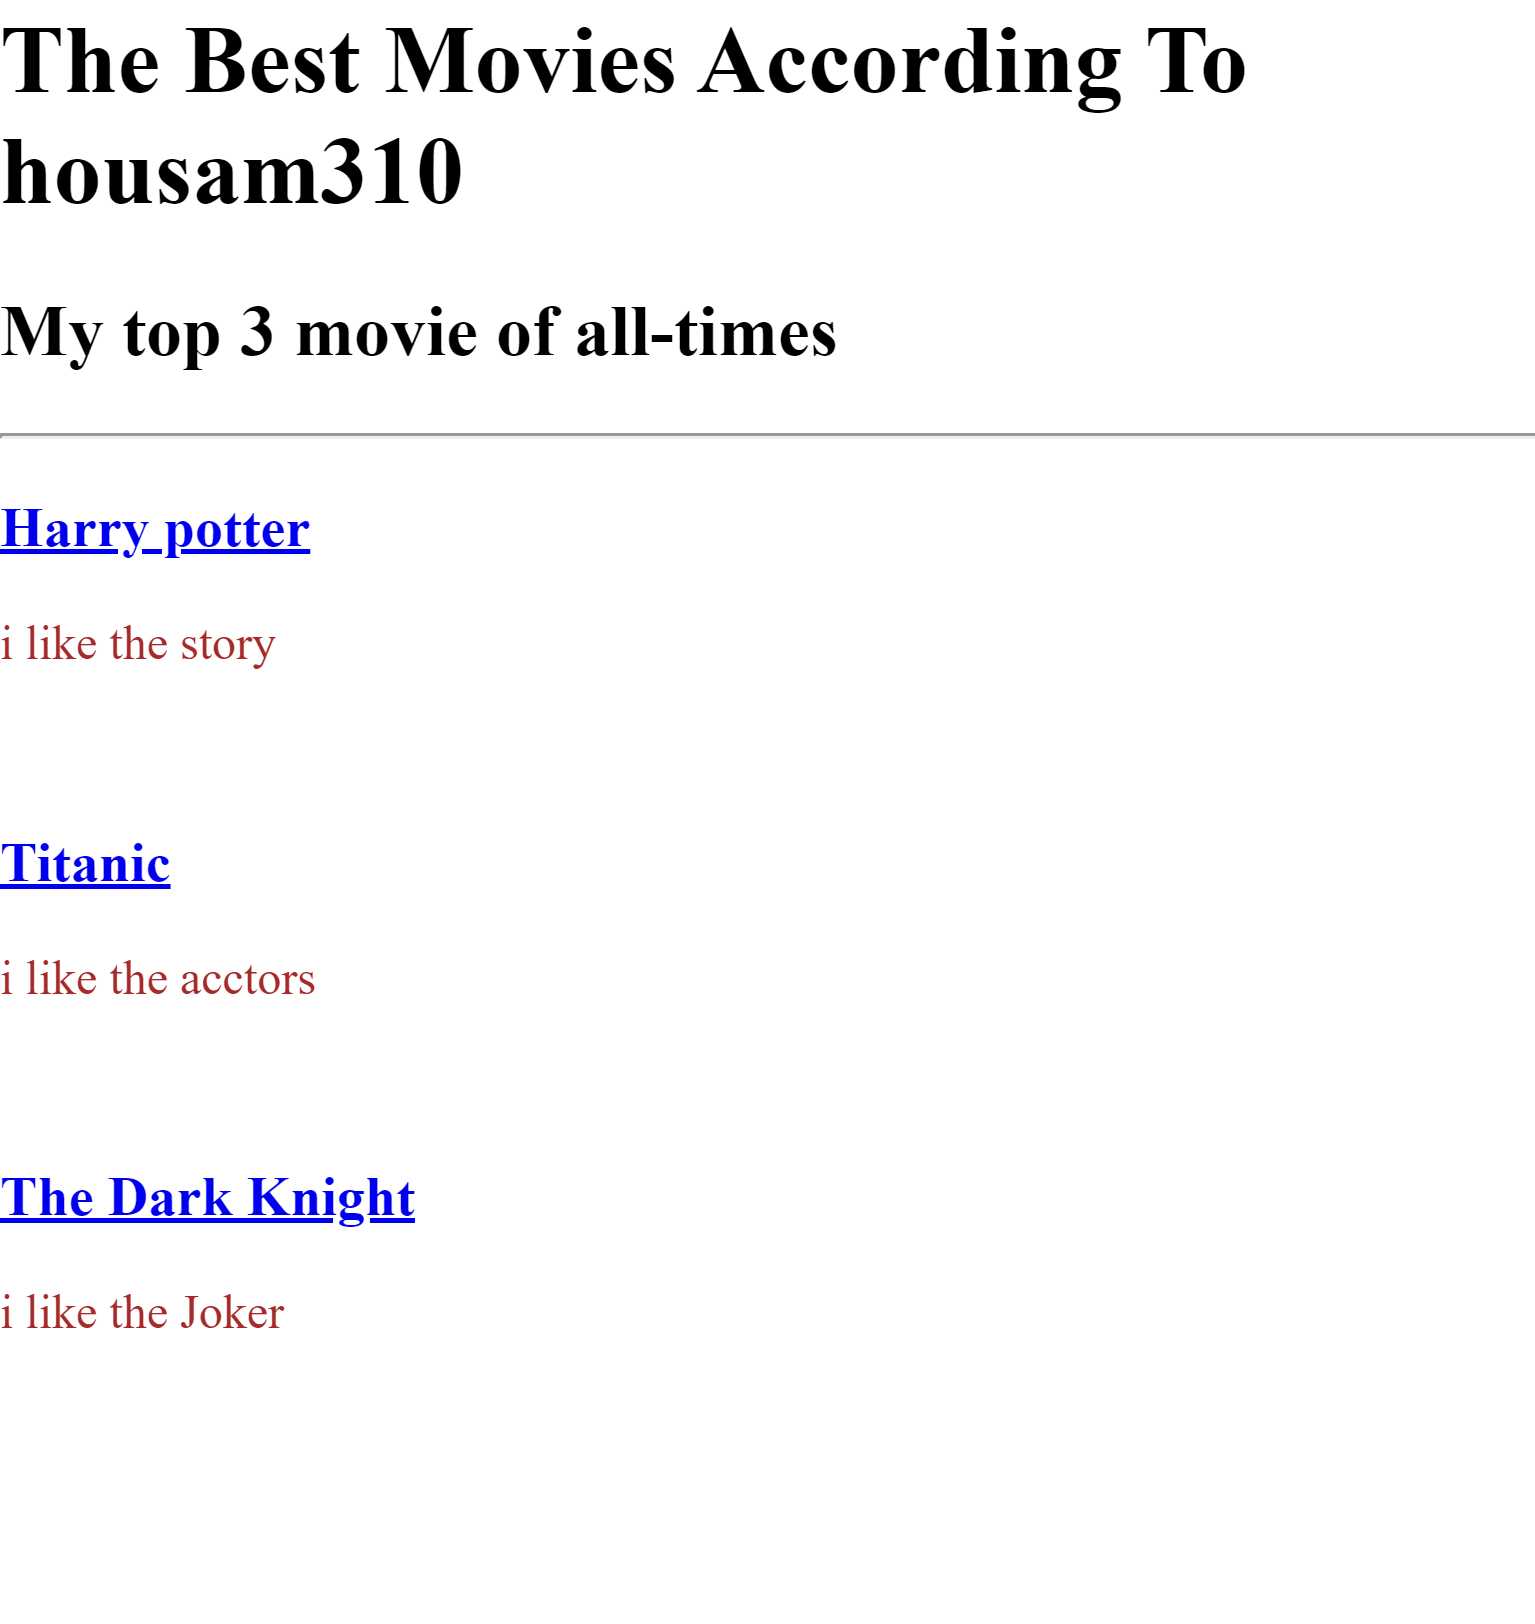 The Best Movies According To
housam310
My top 3 movie of all-times
Harry potter
i like the story
Titanic
i like the acctors
The Dark Knight
i like the Joker